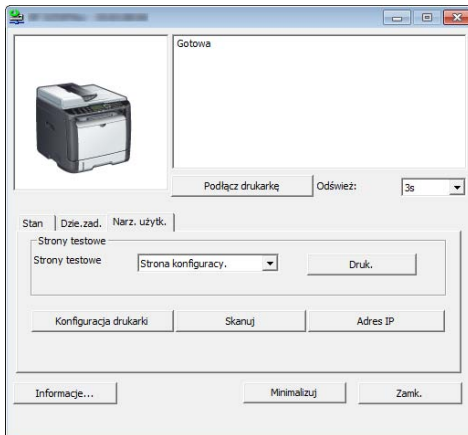 Gotowa
Podłącz drukarkę Odśwież: 3s
Stan Dzie.zad. Narz. użytk.
Strony testowe
Strony testowe Strona konfiguracy. Druk.
Konfiguracja drukarki Skanuj Adres IP
Informacje... Minimalizuj Zamk.